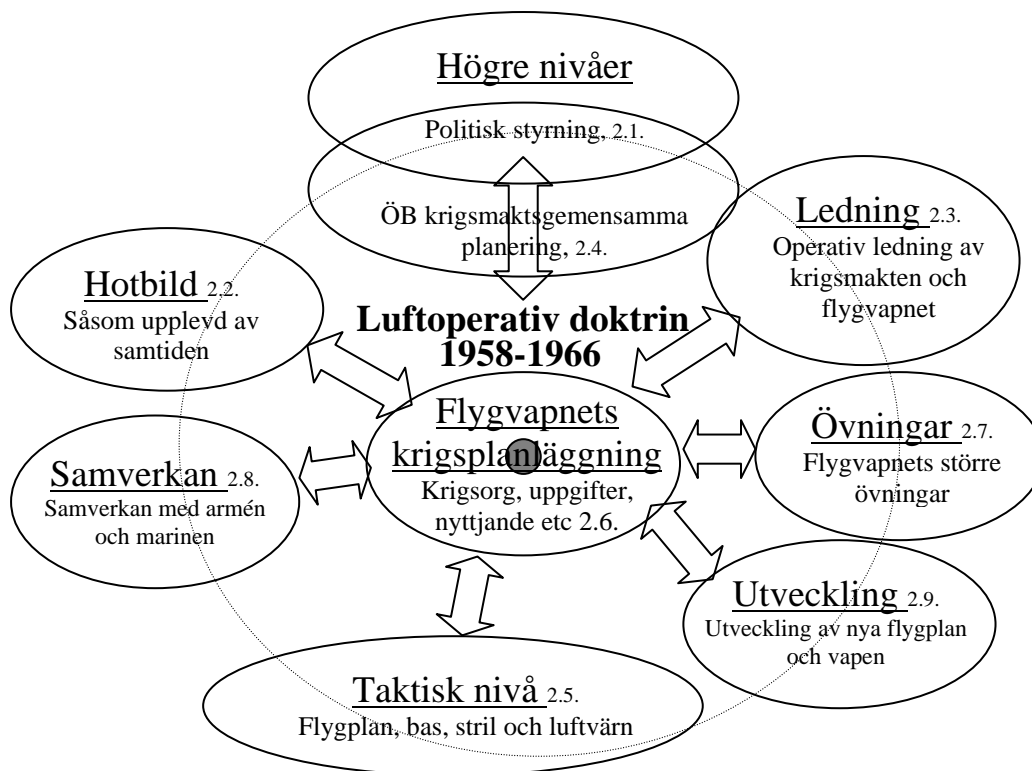 Högre nivåer
Politisk styrning, 2.1.
ÖB krigsmaktsgemensamma
planering, 2.4.
Ledning 2.3.
Operativ ledning av
krigsmakten och
flygvapnet
Hotbild 2.2.
Såsom upplevd av
samtiden
Luftoperativ doktrin
1958-1966
Flygvapnets
krigsplanläggning
Krigsorg, uppgifter,
nyttjande etc 2.6.
Övningar 2.7.
Flygvapnets större
övningar
Samverkan 2.8.
Samverkan med armén
och marinen
Utveckling 2.9.
Utveckling av nya flygplan
och vapen
Taktisk nivå 2.5.
Flygplan, bas, stril och luftvärn